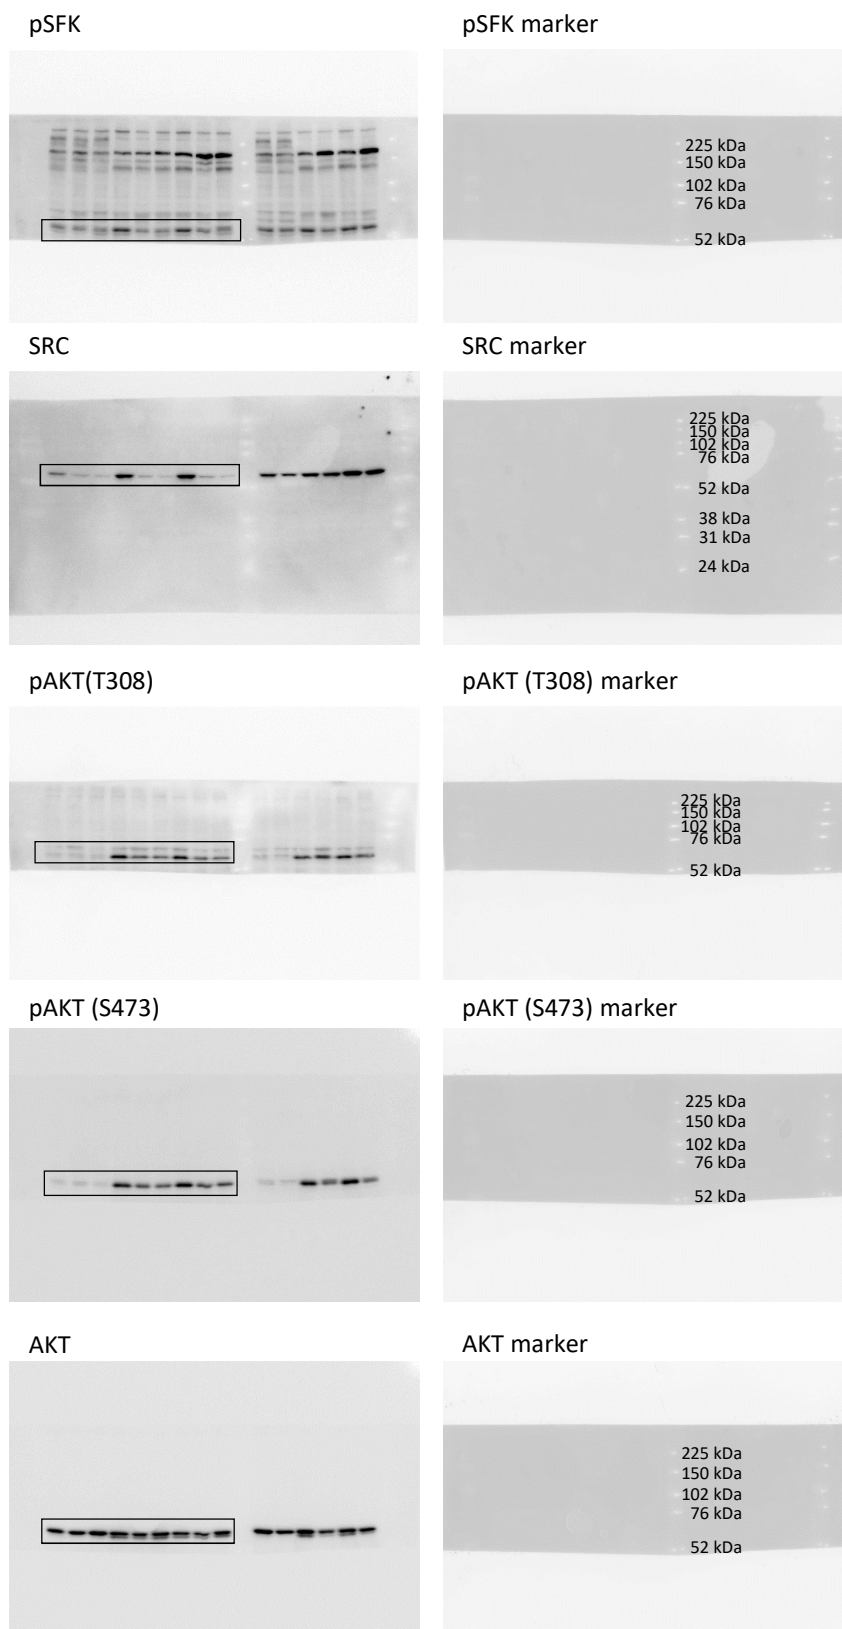 pSFK
pSFK marker
225 kDa
150 kDa
102 kDa
76 kDa
52 kDa
SRC
SRC marker
225 kDa
150 kDa
102 kDa
76 kDa
52 kDa
38 kDa
31 kDa
24 kDa
pAKT(T308)
pAKT (T308) marker
225 kDa
150 kDa
102 kDa
76 kDa
52 kDa
pAKT (S473)
pAKT (S473) marker
225 kDa
150 kDa
102 kDa
76 kDa
52 kDa
AKT
AKT marker
225 kDa
150 kDa
102 kDa
76 kDa
52 kDa